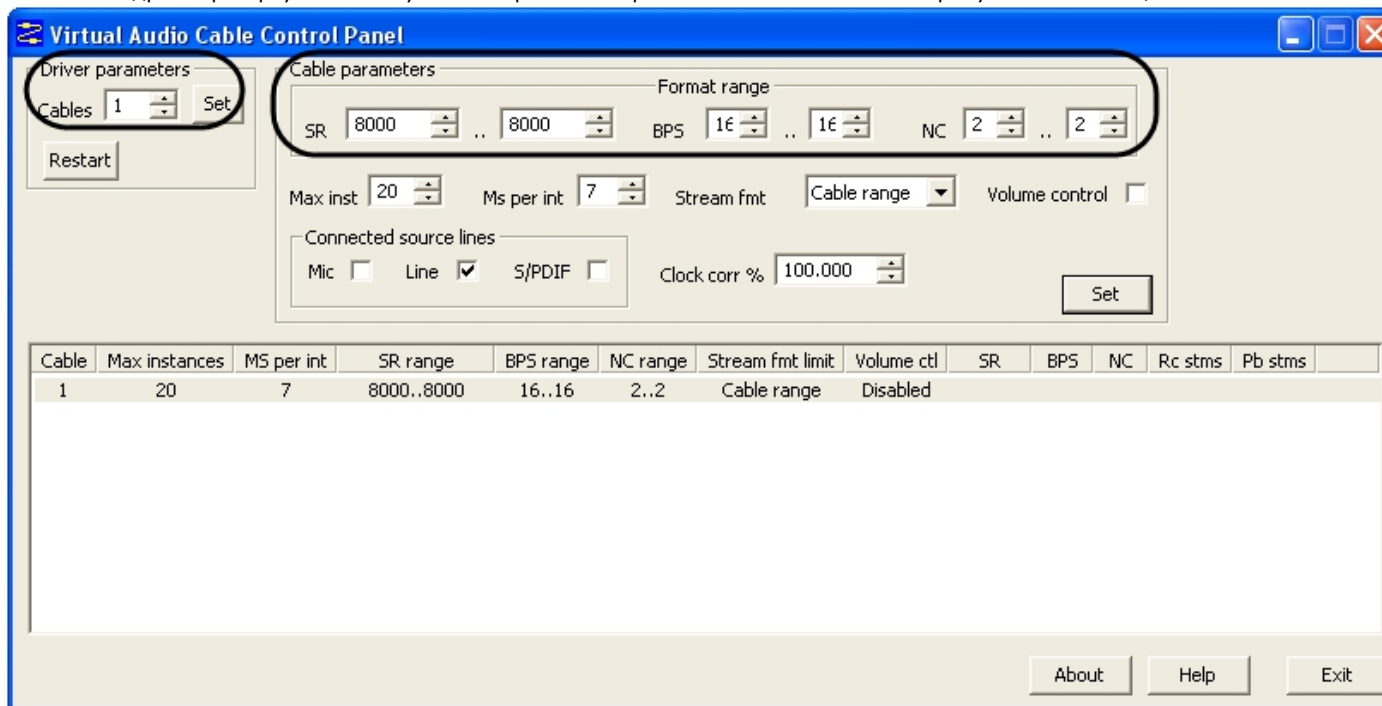 Virtual Audio Cable Control Panel
Driver parameters
Cables 1 Set
Restart
Cable parameters
Format range
SR 8000 .. 8000 BPS 16 .. 16 NC 2 .. 2
Max inst 20 Ms per int 7 Stream fmt Cable range Volume control
Connected source lines
Mic Line S/PDIF Clock corr % 100.000
Set
Cable Max instances MS per int SR range BPS range NC range Stream fmt limit Volume ctl SR BPS NC Rc stms Pb stms
1 20 7 8000..8000 16..16 2..2 Cable range Disabled
About Help Exit